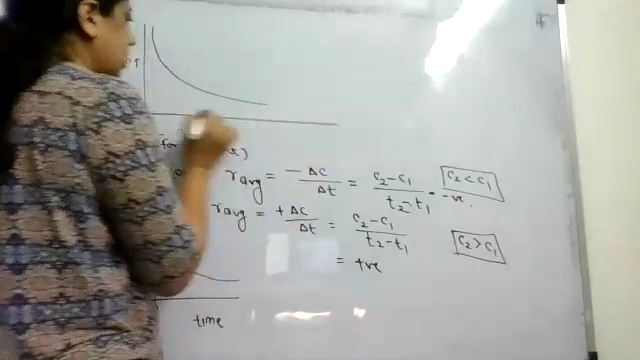 for
r avg = - ΔC / Δt = C2-C1 / t2-t1 = -ve. C2 < C1
r avg = + ΔC / Δt = C2-C1 / t2-t1 C2 > C1
= +ve
time